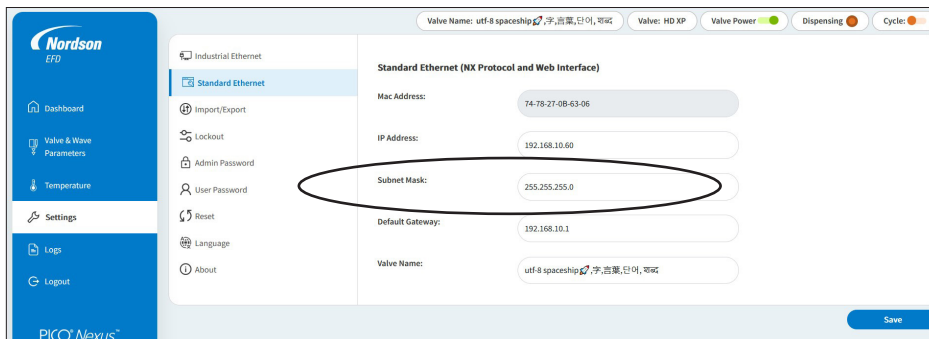 Valve Name: utf-8 spaceship🚀,字,言葉,단어, शब्द
Valve: HD XP
Valve Power
Dispensing
Cycle:
Nordson
EFD
Dashboard
Valve & Wave
Parameters
Temperature
Settings
Logs
Logout
PICO® Nexus™
Industrial Ethernet
Standard Ethernet
Import/Export
Lockout
Admin Password
User Password
Reset
Language
About
Standard Ethernet (NX Protocol and Web Interface)
Mac Address:
74-78-27-0B-63-06
IP Address:
192.168.10.60
Subnet Mask:
255.255.255.0
Default Gateway:
192.168.10.1
Valve Name:
utf-8 spaceship🚀,字,言葉,단어, शब्द
Save